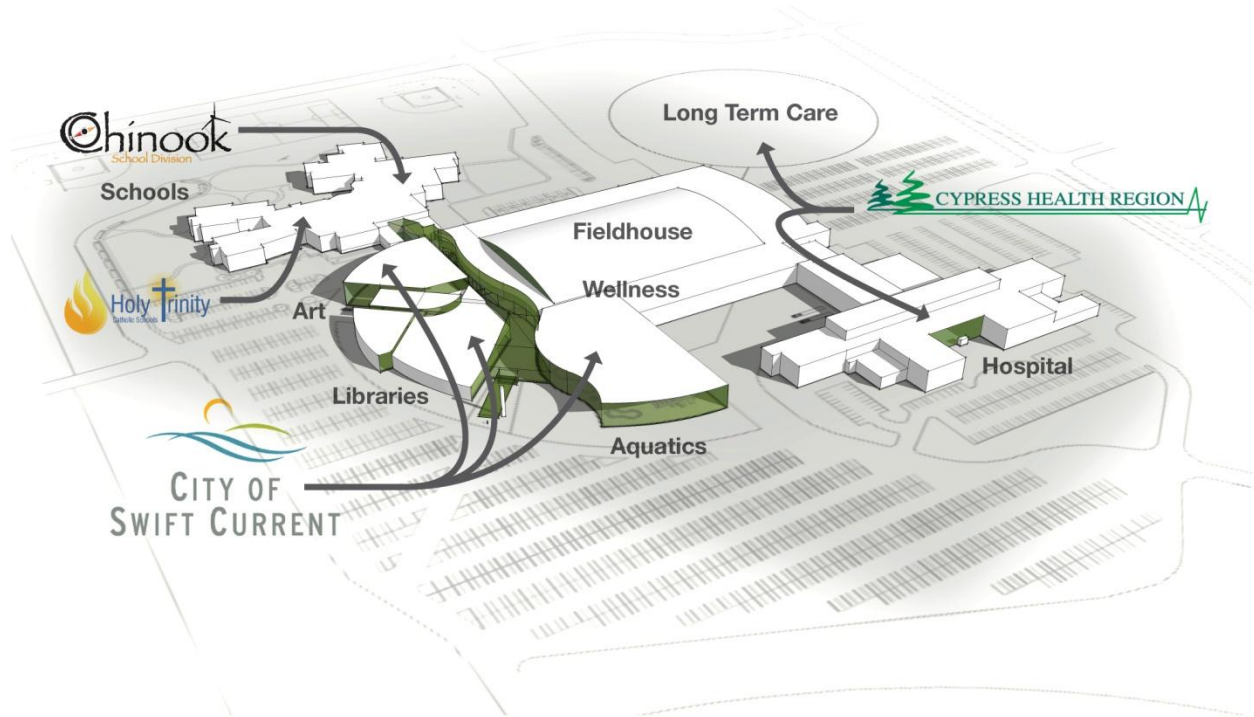 Chinook
School Division
Schools
Long Term Care
CYPRESS HEALTH REGION
Fieldhouse
Wellness
Holy Trinity
Catholic Schools
Art
Libraries
Hospital
Aquatics
CITY OF
SWIFT CURRENT